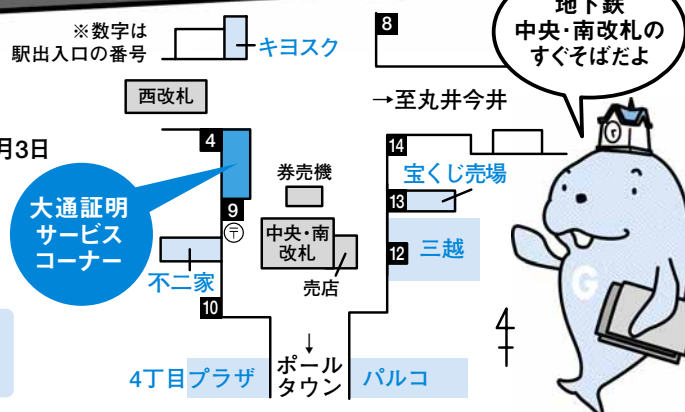 地下鉄
中央・南改札の
すぐそばだよ
※数字は
駅出入口の番号
キヨスク
8
西改札
→至丸井今井
月3日
4
14
券売機
宝くじ売場
大通証明
サービス
コーナー
9
〒
13
中央・南
改札
12
三越
不二家
売店
10
↓
ポール
タウン
4丁目プラザ
パルコ
G